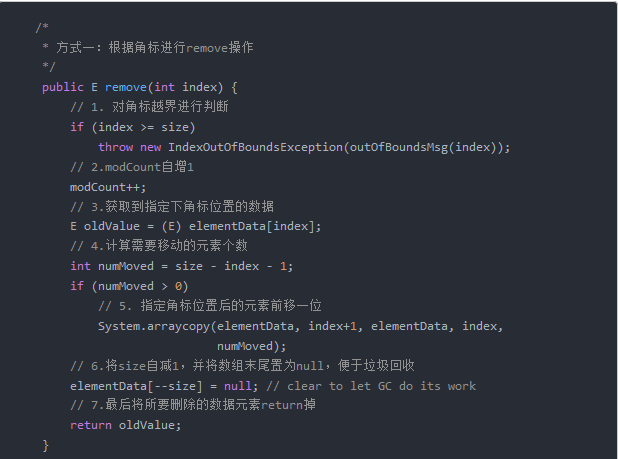 /*
* 方式一：根据角标进行remove操作
*/
public E remove(int index) {
// 1. 对角标越界进行判断
if (index >= size)
throw new IndexOutOfBoundsException(outOfBoundsMsg(index));
// 2.modCount自增1
modCount++;
// 3.获取到指定下角标位置的数据
E oldValue = (E) elementData[index];
// 4.计算需要移动的元素个数
int numMoved = size - index - 1;
if (numMoved > 0)
// 5. 指定角标位置后的元素前移一位
System.arraycopy(elementData, index+1, elementData, index,
numMoved);
// 6.将size自减1，并将数组末尾置为null，便于垃圾回收
elementData[--size] = null; // clear to let GC do its work
// 7.最后将所要删除的数据元素return掉
return oldValue;
}